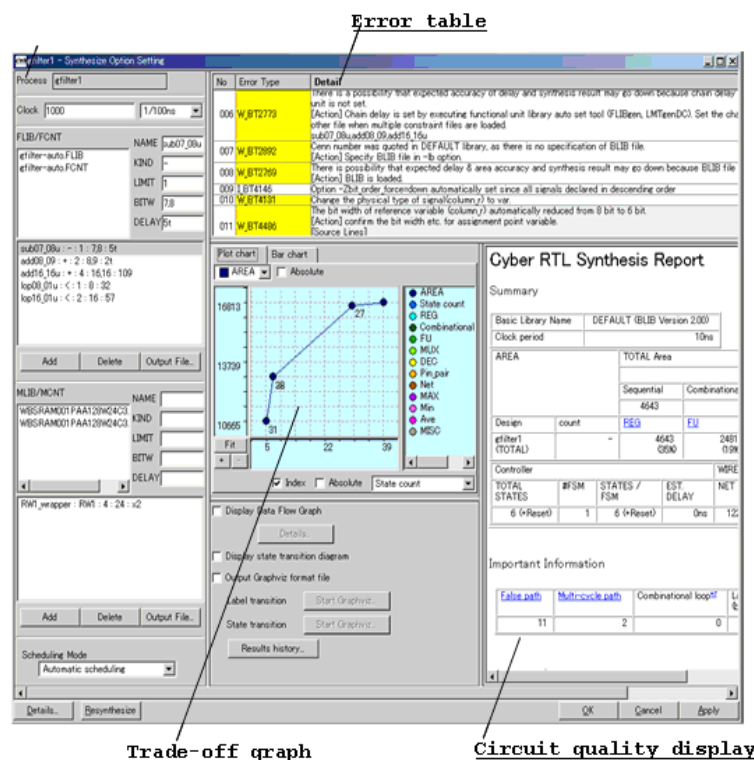 Error table
gfilter1 - Synthesize Option Setting
Process gfilter1
Clock 1000 1/100ns
FLIB/FCNT
gfilter-auto.FLIB
gfilter-auto.FCNT
NAME sub07_08u
KIND -
LIMIT 1
BITW 7,8
DELAY 5t
sub07_08u : - : 1 : 7,8 : 5t
add08_09 : + : 2 : 8,9 : 2t
add16_16u : + : 4 : 16,16 : 109
lop08_01u : < : 1 : 8 : 32
lop16_01u : < : 2 : 16 : 57
Add Delete Output File..
MLIB/MCNT
WBSRAM001PAA128W24C3.
WBSRAM001PAA128W24C3.
NAME
KIND
LIMIT
BITW
DELAY
RW1_wrapper : RW1 : 4 : 24 : x2
Add Delete Output File..
Scheduling Mode
Automatic scheduling
Details.. Resynthesize
No Error Type Detail
There is a possibility that expected accuracy of delay and synthesis result may go down because chain delay
unit is not set.
006 W_BT2773 [Action] Chain delay is set by executing functional unit library auto set tool (FLIBgen, LMTgenDC). Set the cha
other file when multiple constraint files are loaded.
sub07_08u,add08_09,add16_16u
007 W_BT2892 Cenn number was quoted in DEFAULT library, as there is no specification of BLIB file.
[Action] Specify BLIB file in -lb option.
008 W_BT2769 There is possibility that expected delay & area accuracy and synthesis result may go down because BLIB file
[Action] BLIB is loaded.
009 I_BT4146 Option -Zbit_order_force=down automatically set since all signals declared in descending order
010 W_BT4131 Change the physical type of signal(column_r) to var.
The bit width of reference variable (column_r) automatically reduced from 8 bit to 6 bit.
011 W_BT4486 [Action] confirm the bit width etc. for assignment point variable.
[Source Lines]
Plot chart Bar chart
AREA Absolute
16813
13739
10665
27
38
31
5 22 39
Fit
+ -
AREA
State count
REG
Combinational
FU
MUX
DEC
Pin_pair
Net
MAX
Min
Ave
MISC
Index Absolute State count
Display Data Flow Graph
Details..
Display state transition diagram
Output Graphviz format file
Label transition Start Graphviz..
State transition Start Graphviz..
Results history..
Cyber RTL Synthesis Report
Summary
Basic Library Name DEFAULT (BLIB Version 2.00)
Clock period 10ns
AREA TOTAL Area
Sequential Combinatione
4643
Design count REG FU
gfilter1 - 4643 2481
(TOTAL) (35%) (19%
Controller WIRE
TOTAL STATES #FSM STATES / FSM EST. DELAY NET
6 (+Reset) 1 6 (+Reset) 0ns 122
Important Information
False path Multi-cycle path Combinational loop
11 2 0
OK Cancel Apply
Trade-off graph
Circuit quality display